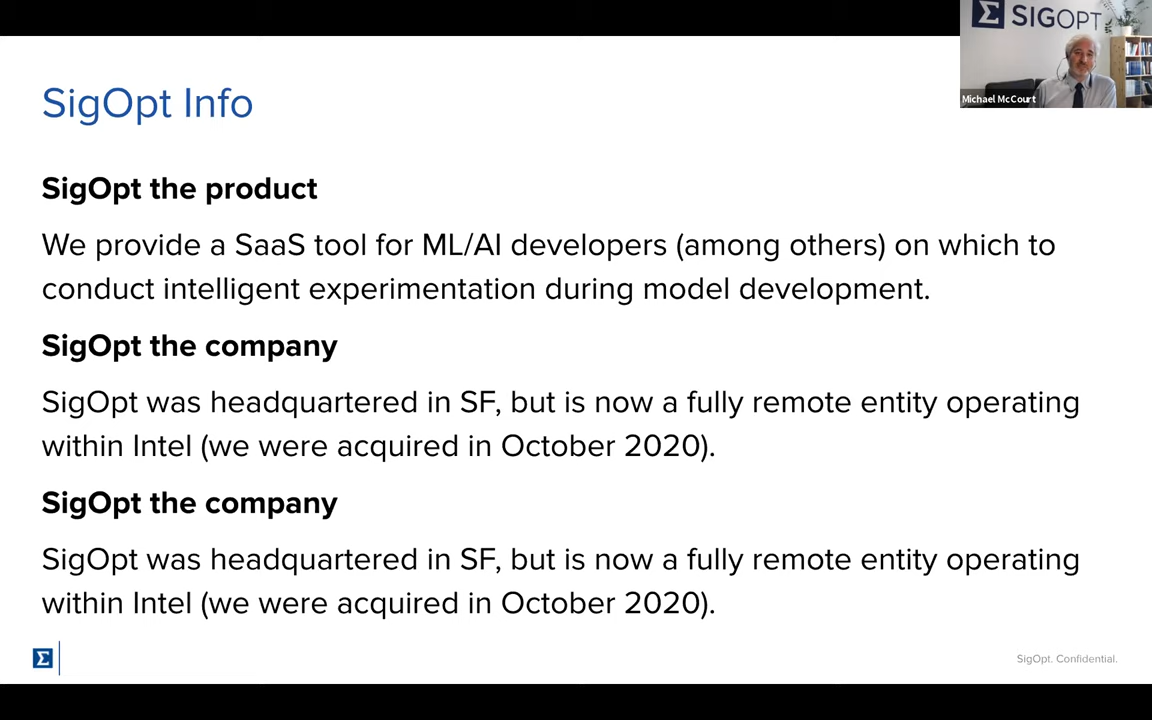 SIGOPT
Michael McCourt
SigOpt Info
SigOpt the product
We provide a SaaS tool for ML/AI developers (among others) on which to
conduct intelligent experimentation during model development.
SigOpt the company
SigOpt was headquartered in SF, but is now a fully remote entity operating
within Intel (we were acquired in October 2020).
SigOpt the company
SigOpt was headquartered in SF, but is now a fully remote entity operating
within Intel (we were acquired in October 2020).
SigOpt. Confidential.